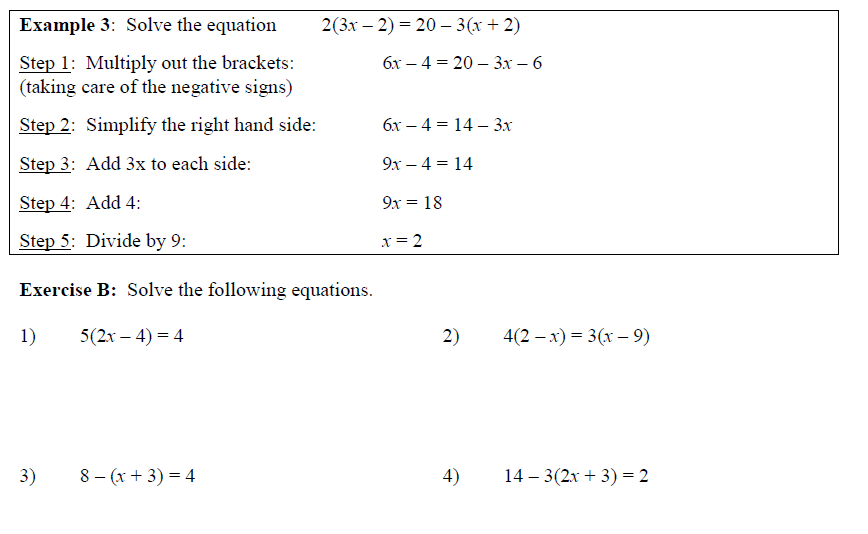 Example 3: Solve the equation 2(3x – 2) = 20 – 3(x + 2)
Step 1: Multiply out the brackets: 6x – 4 = 20 – 3x – 6
(taking care of the negative signs)
Step 2: Simplify the right hand side: 6x – 4 = 14 – 3x
Step 3: Add 3x to each side: 9x – 4 = 14
Step 4: Add 4: 9x = 18
Step 5: Divide by 9: x = 2
Exercise B: Solve the following equations.
1) 5(2x – 4) = 4 2) 4(2 – x) = 3(x – 9)
3) 8 – (x + 3) = 4 4) 14 – 3(2x + 3) = 2